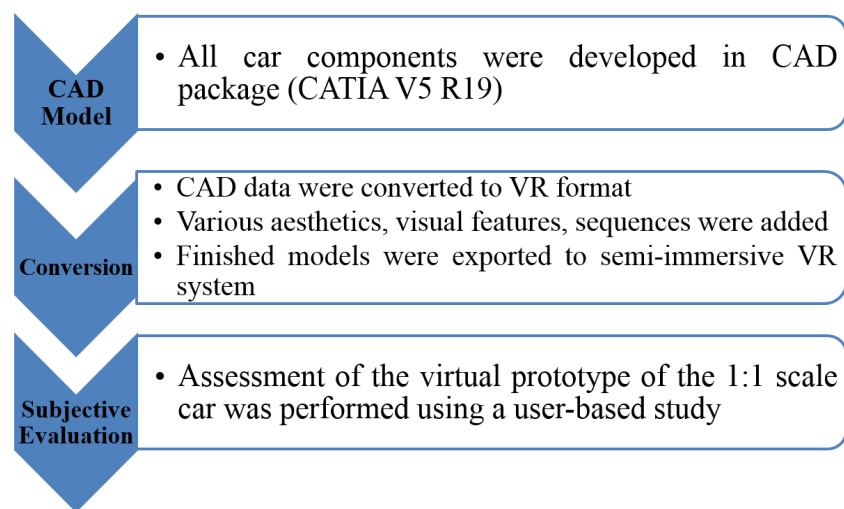 CAD
Model
• All car components were developed in CAD
package (CATIA V5 R19)
Conversion
• CAD data were converted to VR format
• Various aesthetics, visual features, sequences were added
• Finished models were exported to semi-immersive VR
system
Subjective
Evaluation
• Assessment of the virtual prototype of the 1:1 scale
car was performed using a user-based study